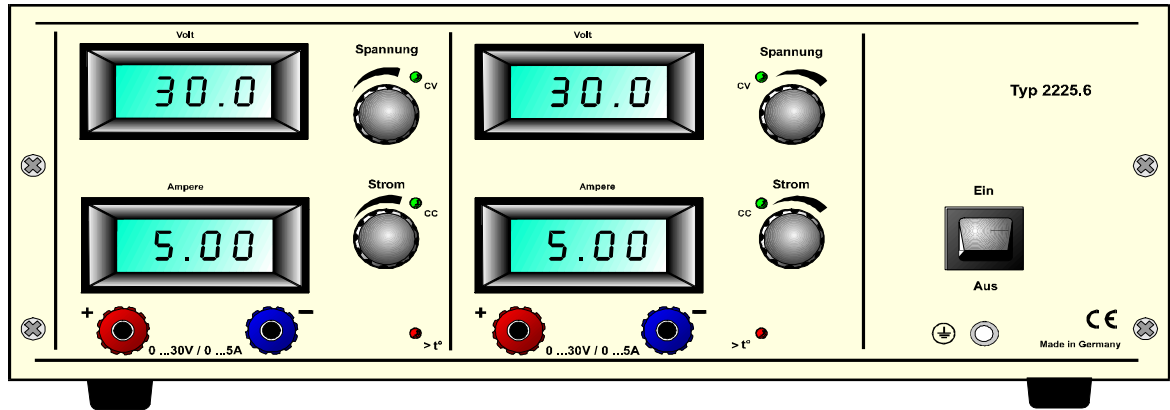 Volt
30.0
Spannung
CV
Ampere
5.00
Strom
CC
+
−
0 ...30V / 0 ...5A
> t°
Volt
30.0
Spannung
CV
Ampere
5.00
Strom
CC
+
−
0 ...30V / 0 ...5A
> t°
Typ 2225.6
Ein
Aus
CE
Made in Germany